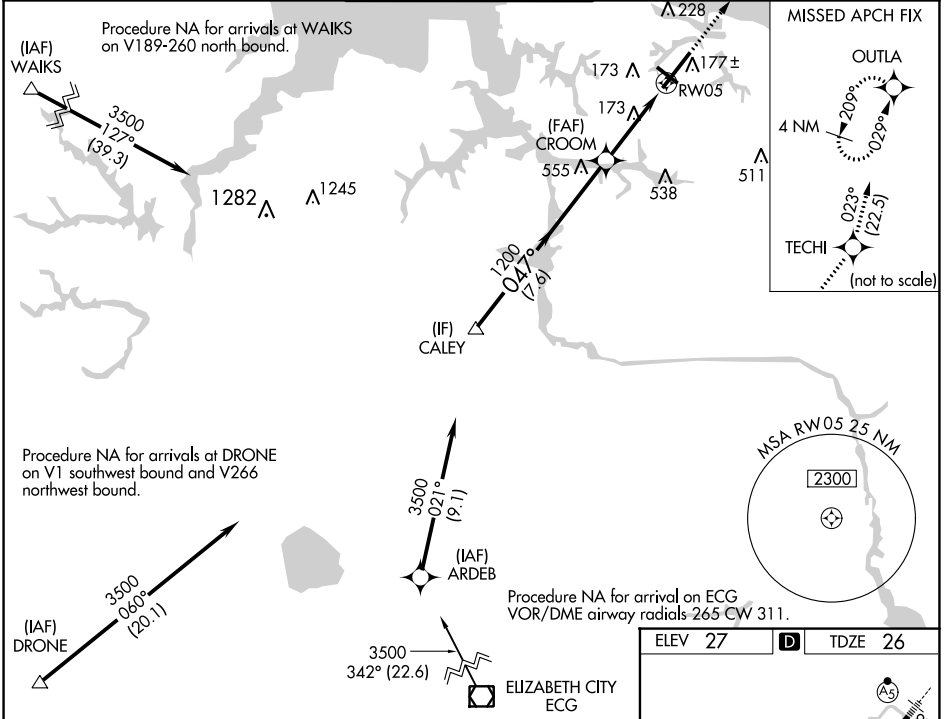 Procedure NA for arrivals at WAIKS
on V189-260 north bound.
(IAF)
WAIKS
3500
127°
(39.3)
1282
1245
228
173
177±
RW05
173
(FAF)
CROOM
555
538
511
1200
047°
(7.6)
(IF)
CALEY
MISSED APCH FIX
OUTLA
209°
029°
4 NM
023°
(22.5)
TECHI
(not to scale)
Procedure NA for arrivals at DRONE
on V1 southwest bound and V266
northwest bound.
3500
060°
(20.1)
(IAF)
DRONE
3500
021°
(9.1)
(IAF)
ARDEB
MSA RW05 25 NM
2300
Procedure NA for arrival on ECG
VOR/DME airway radials 265 CW 311.
3500
342° (22.6)
ELIZABETH CITY
ECG
ELEV 27
D
TDZE 26
A5